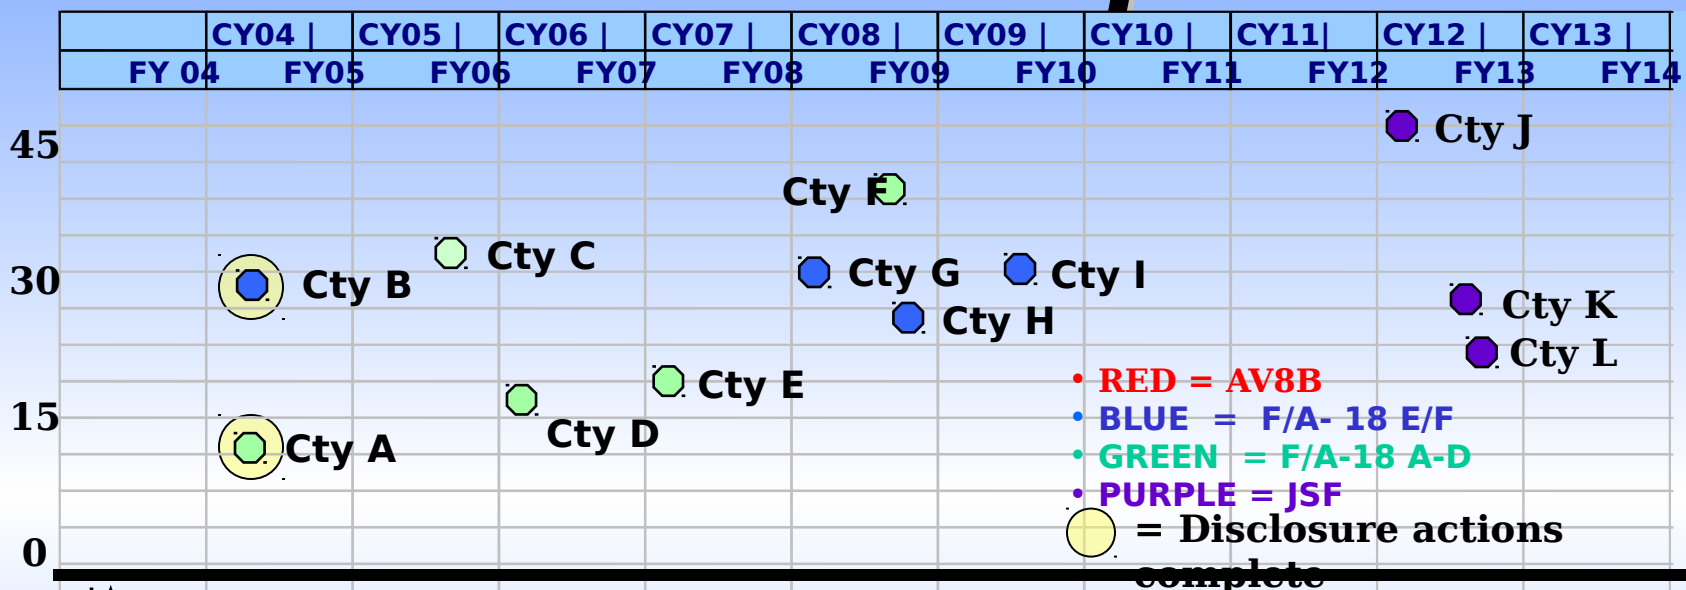 CY04 | CY05 | CY06 | CY07 | CY08 | CY09 | CY10 | CY11| CY12 | CY13 |
FY 04 FY05 FY06 FY07 FY08 FY09 FY10 FY11 FY12 FY13 FY14
45
Cty J
Cty F
Cty C
30
Cty B
Cty G
Cty I
Cty K
Cty H
Cty L
Cty E
• RED = AV8B
15
• BLUE = F/A- 18 E/F
Cty D
Cty A
• GREEN = F/A-18 A-D
• PURPLE = JSF
= Disclosure actions
complete
0